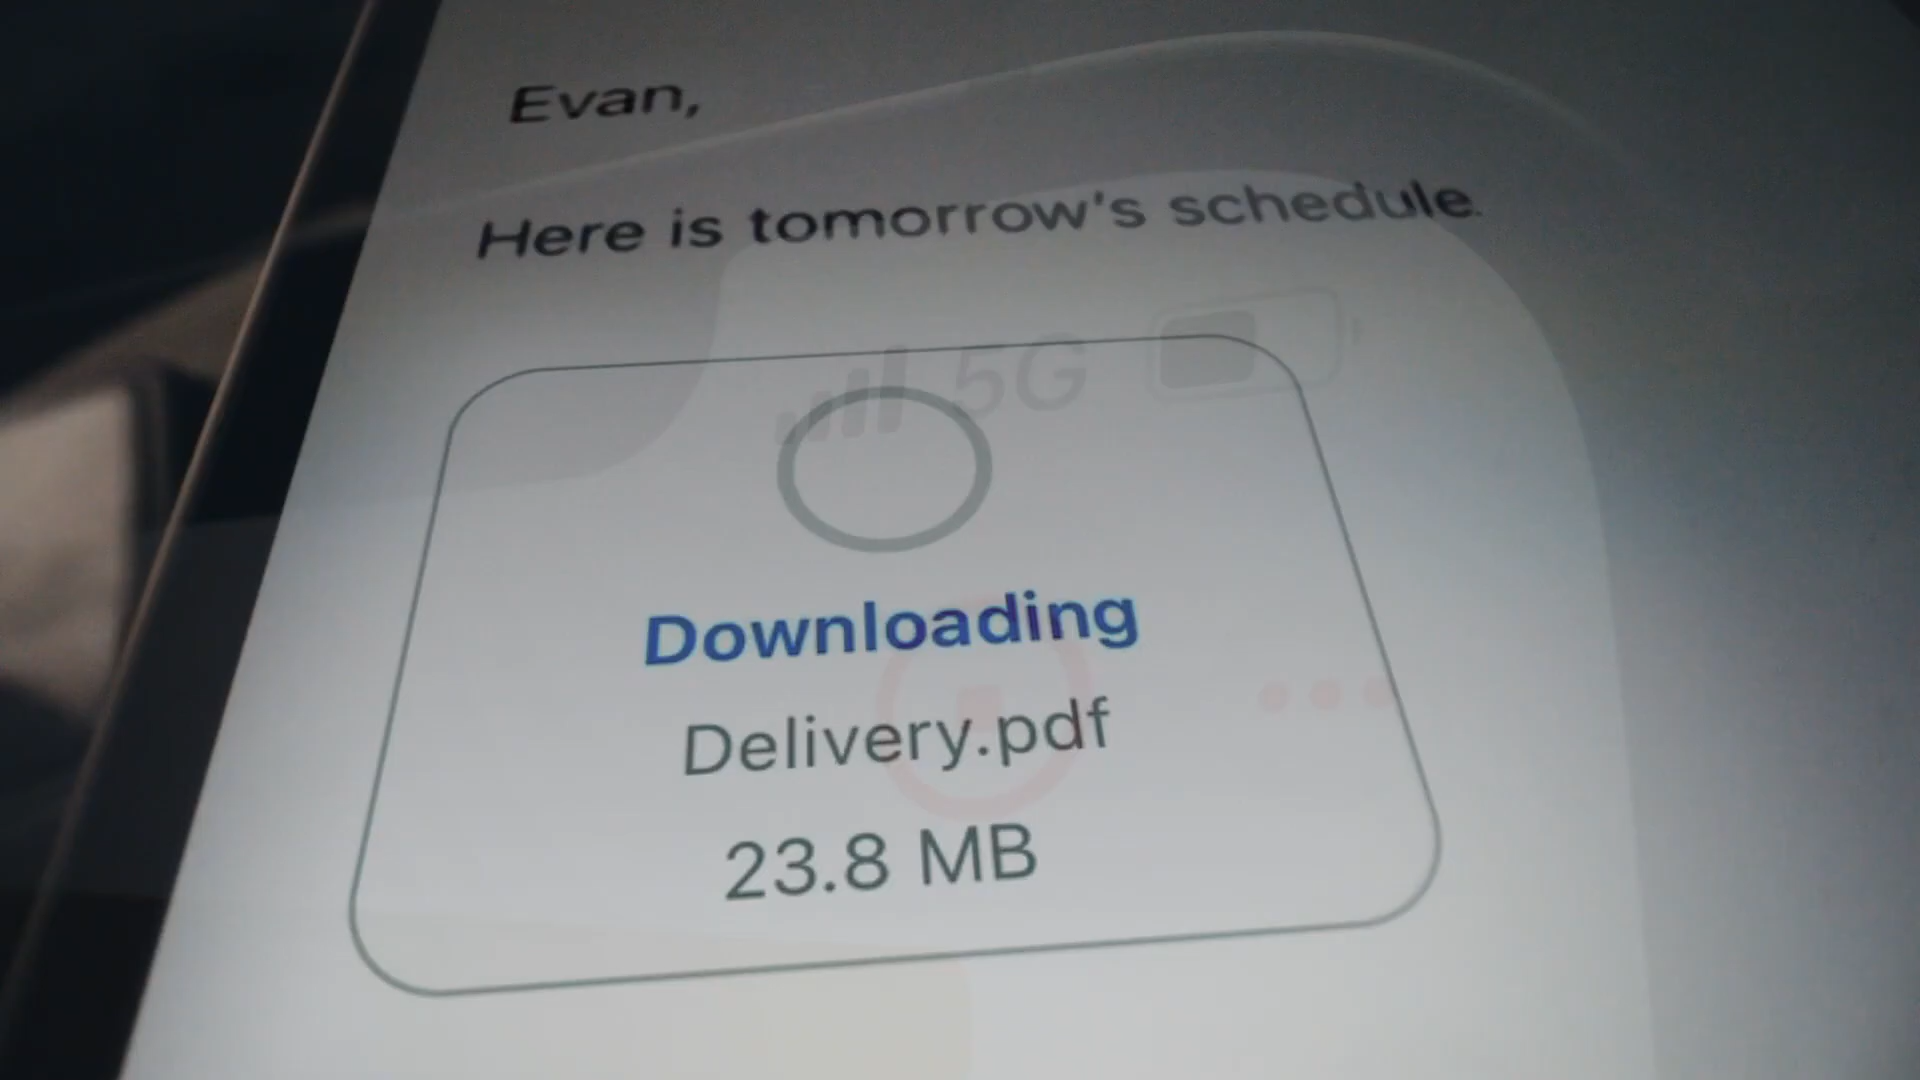 Evan,
Here is tomorrow's schedule.
5G
Downloading
Delivery.pdf
23.8 MB